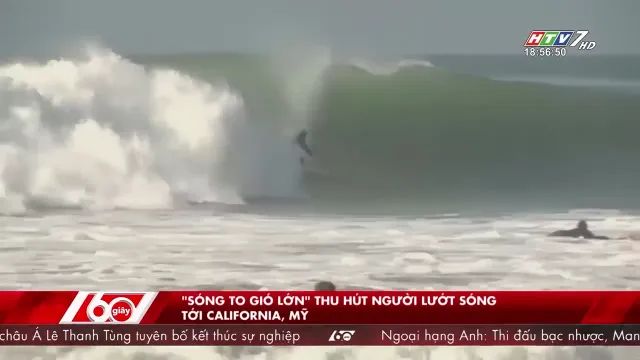 HTV7 HD
18:56:50
60 giây
"SÓNG TO GIÓ LỚN" THU HÚT NGƯỜI LƯỚT SÓNG
TỚI CALIFORNIA, MỸ
châu Á Lê Thanh Tùng tuyên bố kết thúc sự nghiệp 60 Ngoại hạng Anh: Thi đấu bạc nhược, Man